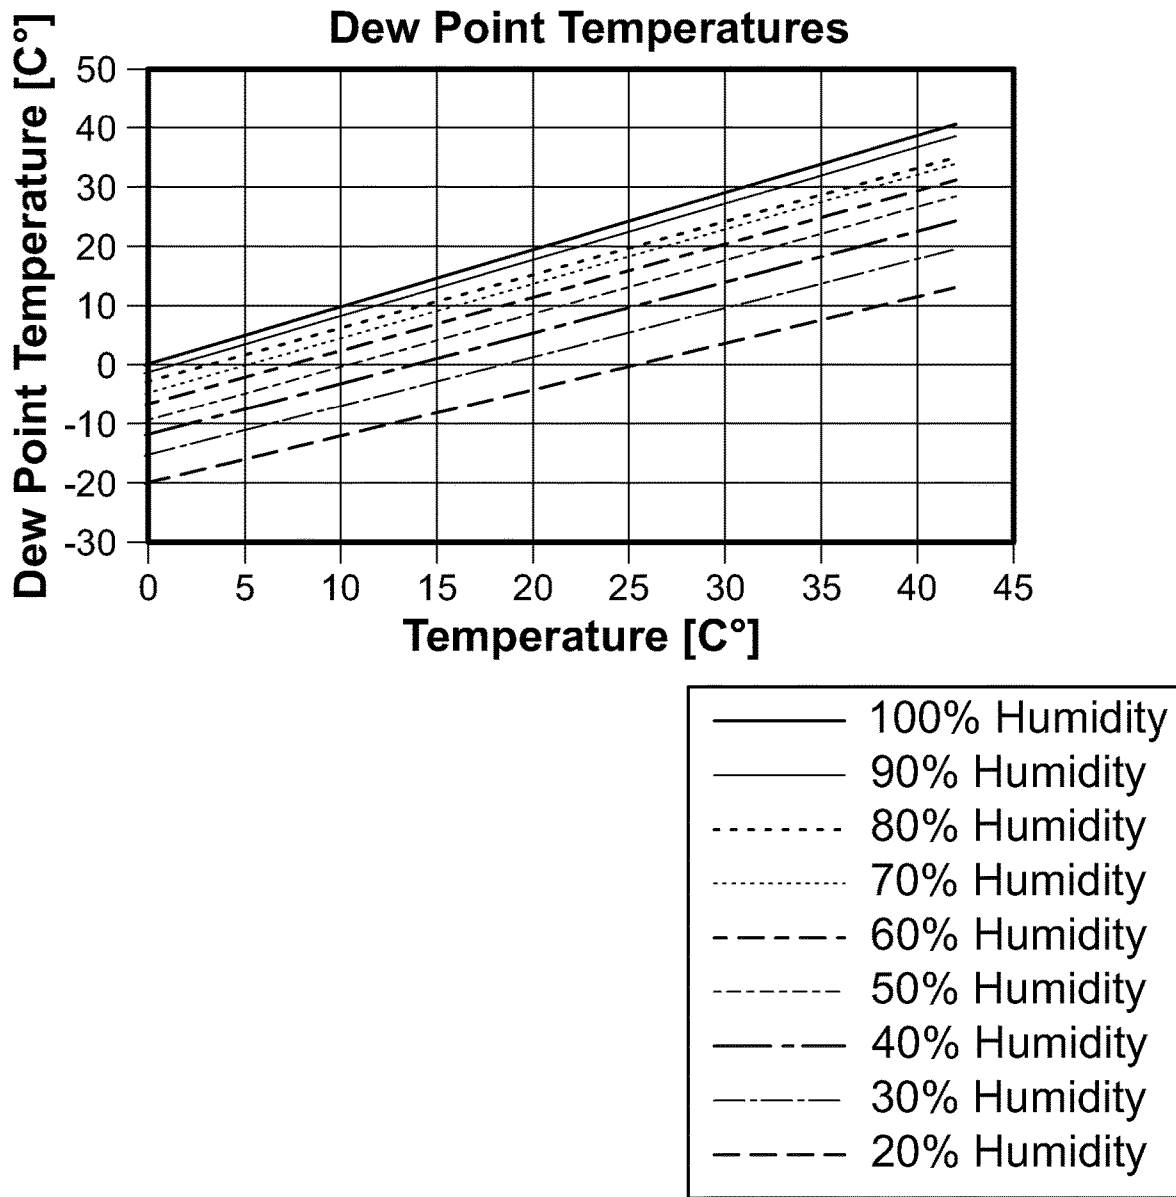 Dew Point Temperatures
Dew Point Temperature [C°]
50
40
30
20
10
0
-10
-20
-30
0 5 10 15 20 25 30 35 40 45
Temperature [C°]
100% Humidity
90% Humidity
80% Humidity
70% Humidity
60% Humidity
50% Humidity
40% Humidity
30% Humidity
20% Humidity